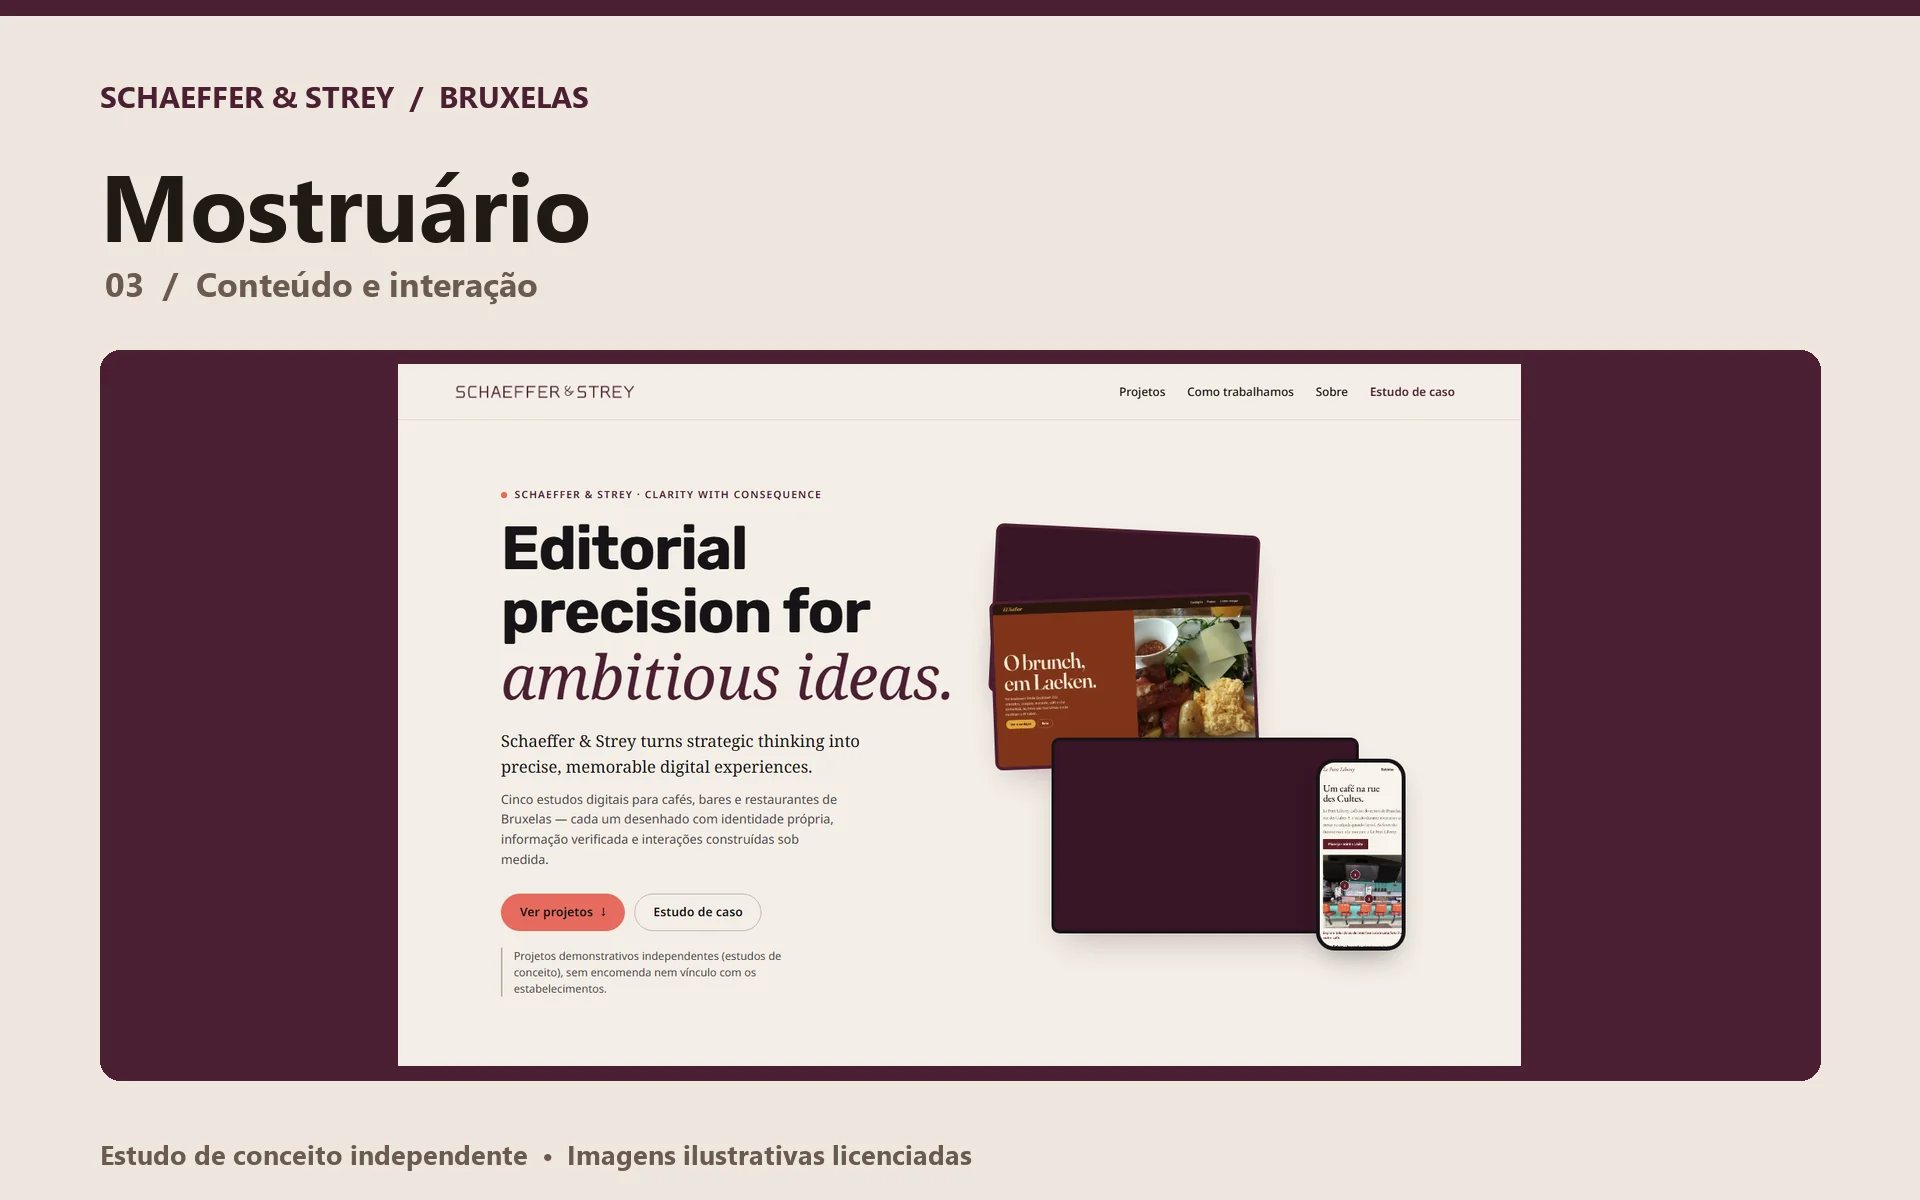 SCHAEFFER & STREY / BRUXELAS
Mostruário
03 / Conteúdo e interação
SCHAEFFER & STREY
Projetos
Como trabalhamos
Sobre
Estudo de caso
SCHAEFFER & STREY · CLARITY WITH CONSEQUENCE
Editorial
precision for
ambitious ideas.
Schaeffer & Strey turns strategic thinking into
precise, memorable digital experiences.
Cinco estudos digitais para cafés, bares e restaurantes de
Bruxelas — cada um desenhado com identidade própria,
informação verificada e interações construídas sob
medida.
Ver projetos ↓
Estudo de caso
Projetos demonstrativos independentes (estudos de
conceito), sem encomenda nem vínculo com os
estabelecimentos.
O brunch,
em Laeken.
Um café na rue
des Cultes.
Estudo de conceito independente • Imagens ilustrativas licenciadas